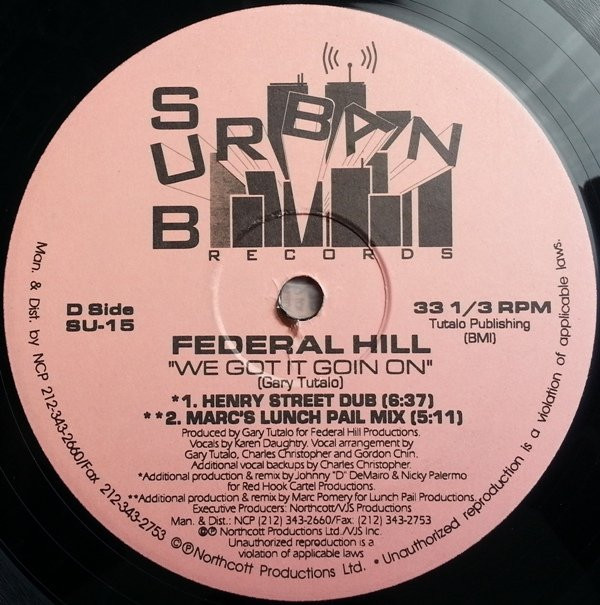 SUB URBAN
RECORDS
D Side
SU-15
33 1/3 RPM
Tutalo Publishing
(BMI)
FEDERAL HILL
"WE GOT IT GOIN ON"
(Gary Tutalo)
*1. HENRY STREET DUB (6:37)
**2. MARC'S LUNCH PAIL MIX (5:11)
Produced by Gary Tutalo for Federal Hill Productions.
Vocals by Karen Daughtry. Vocal arrangement by
Gary Tutalo, Charles Christopher and Gordon Chin.
Additional vocal backups by Charles Christopher.
*Additional production & remix by Johnny "D" DeMairo & Nicky Palermo
for Red Hook Cartel Productions.
**Additional production & remix by Marc Pomery for Lunch Pail Productions.
Executive Producers: Northcott/VJS Productions.
Man. & Dist.: NCP (212) 343-2660/Fax. (212) 343-2753
©℗ Northcott Productions Ltd./VJS Inc.
Unauthorized reproduction is a
violation of applicable laws
Man. & Dist. by NCP 212-343-2660/Fax 212-343-2753 ©℗Northcott Productions Ltd. • Unauthorized reproduction is a violation of applicable laws.